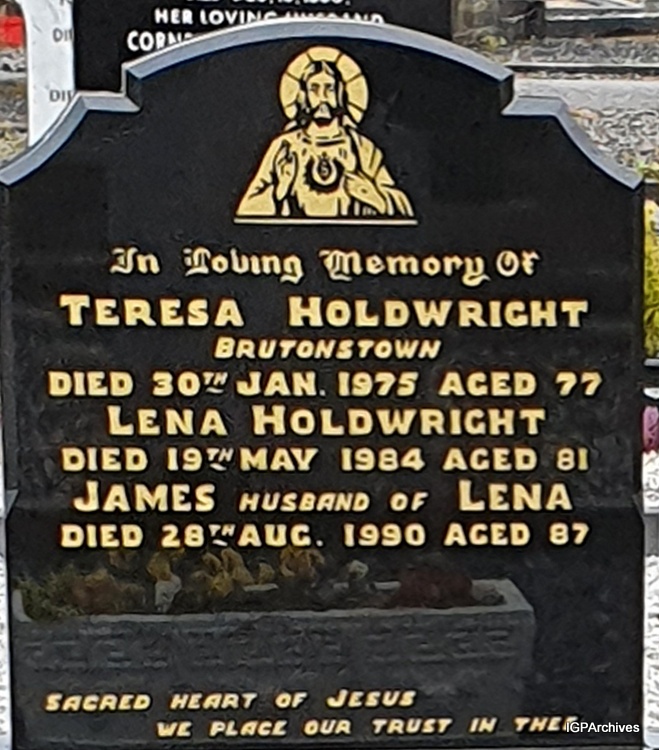 HER LOVING HUSBAND
In Loving Memory Of
TERESA HOLDWRIGHT
BRUTONSTOWN
DIED 30TH JAN. 1975 AGED 77
LENA HOLDWRIGHT
DIED 19TH MAY 1984 AGED 81
JAMES HUSBAND OF LENA
DIED 28TH AUG. 1990 AGED 87
SACRED HEART OF JESUS
WE PLACE OUR TRUST IN THEE
IGPArchives